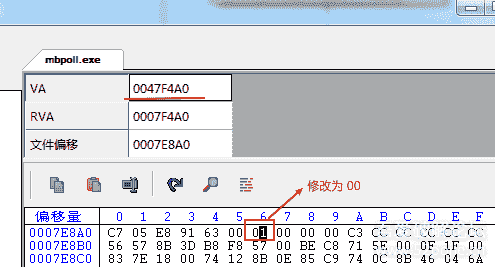 mbpoll.exe
VA 0047F4A0
RVA 0007F4A0
文件偏移 0007E8A0
修改为 00
偏移量 0 1 2 3 4 5 6 7 8 9 A B C D E F
0007E8A0 C7 05 E8 91 63 00 01 00 00 00 C3 CC CC CC CC CC
0007E8B0 56 57 8B 3D B8 F8 57 00 BE C8 71 5E 00 0F 1F 00
0007E8C0 83 7E 18 00 74 12 8B 0E 85 C9 74 0C 8B 46 04 6A